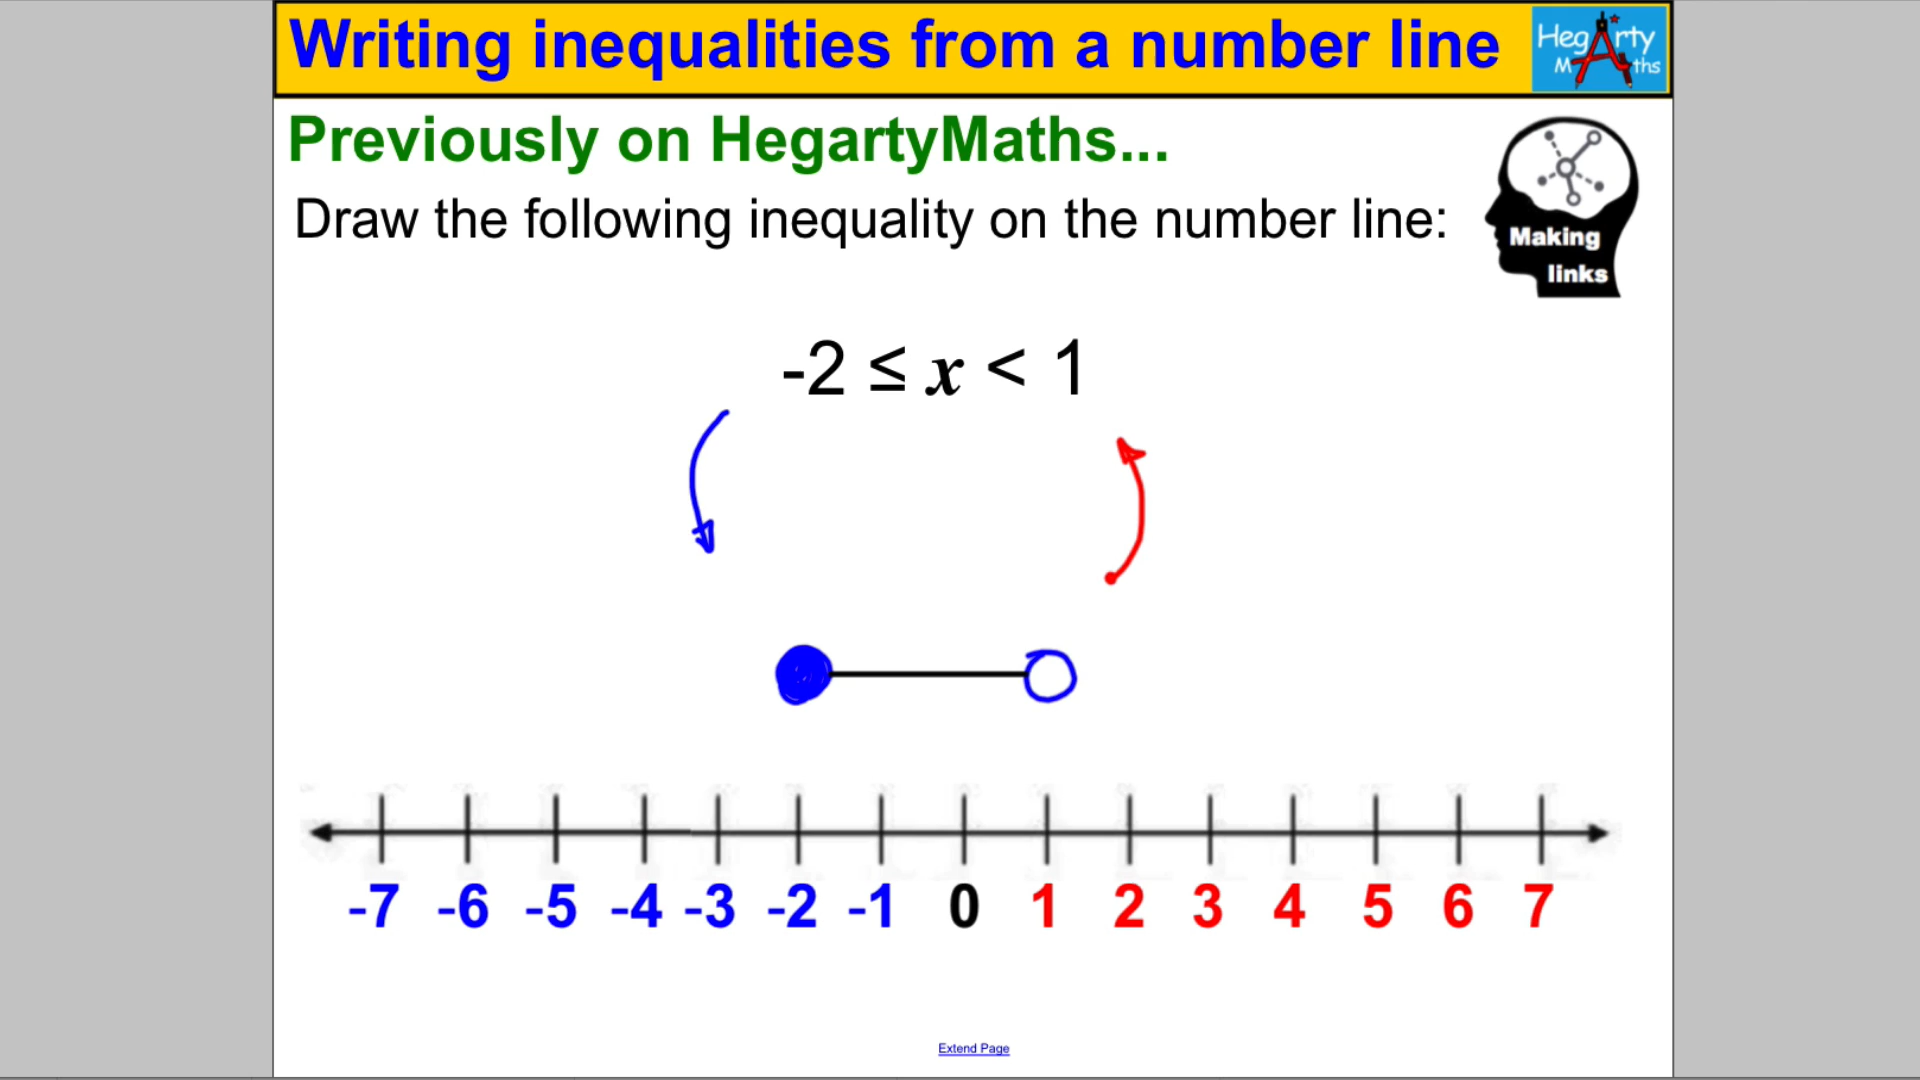 Writing inequalities from a number line
HegArty
Maths
Previously on HegartyMaths...
Draw the following inequality on the number line:
Making
links
-2 ≤ x < 1
-7 -6 -5 -4 -3 -2 -1 0 1 2 3 4 5 6 7
Extend Page